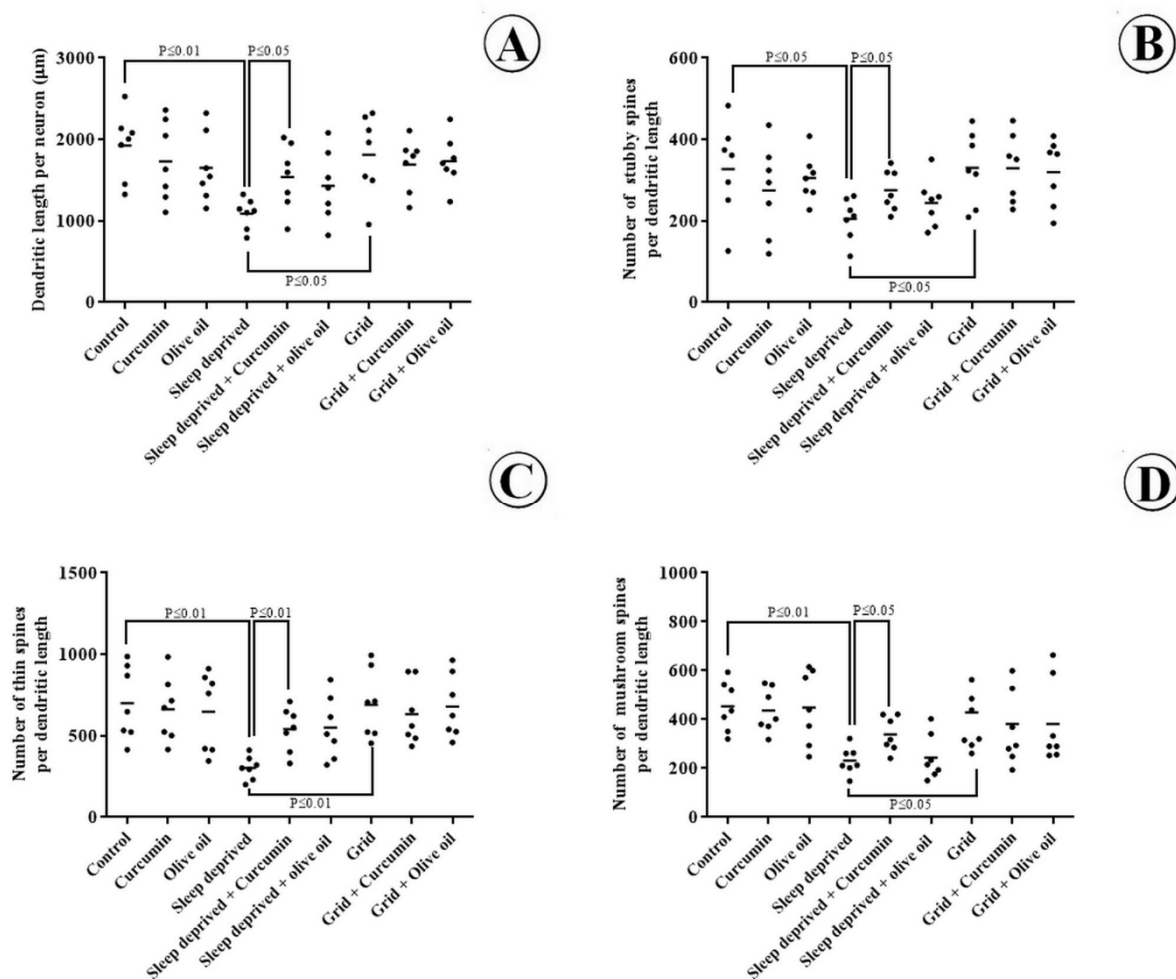 A
P≤0.01
P≤0.05
Dendritic length per neuron (µm)
3000
2000
1000
0
P≤0.05
Control
Curcumin
Olive oil
Sleep deprived
Sleep deprived + Curcumin
Sleep deprived + olive oil
Grid
Grid + Curcumin
Grid + Olive oil
B
P≤0.05
P≤0.05
Number of stubby spines
per dendritic length
600
400
200
0
P≤0.05
Control
Curcumin
Olive oil
Sleep deprived
Sleep deprived + Curcumin
Sleep deprived + olive oil
Grid
Grid + Curcumin
Grid + Olive oil
C
P≤0.01
P≤0.01
Number of thin spines
per dendritic length
1500
1000
500
0
P≤0.01
Control
Curcumin
Olive oil
Sleep deprived
Sleep deprived + Curcumin
Sleep deprived + olive oil
Grid
Grid + Curcumin
Grid + Olive oil
D
P≤0.01
P≤0.05
Number of mushroom spines
per dendritic length
1000
800
600
400
200
0
P≤0.05
Control
Curcumin
Olive oil
Sleep deprived
Sleep deprived + Curcumin
Sleep deprived + olive oil
Grid
Grid + Curcumin
Grid + Olive oil